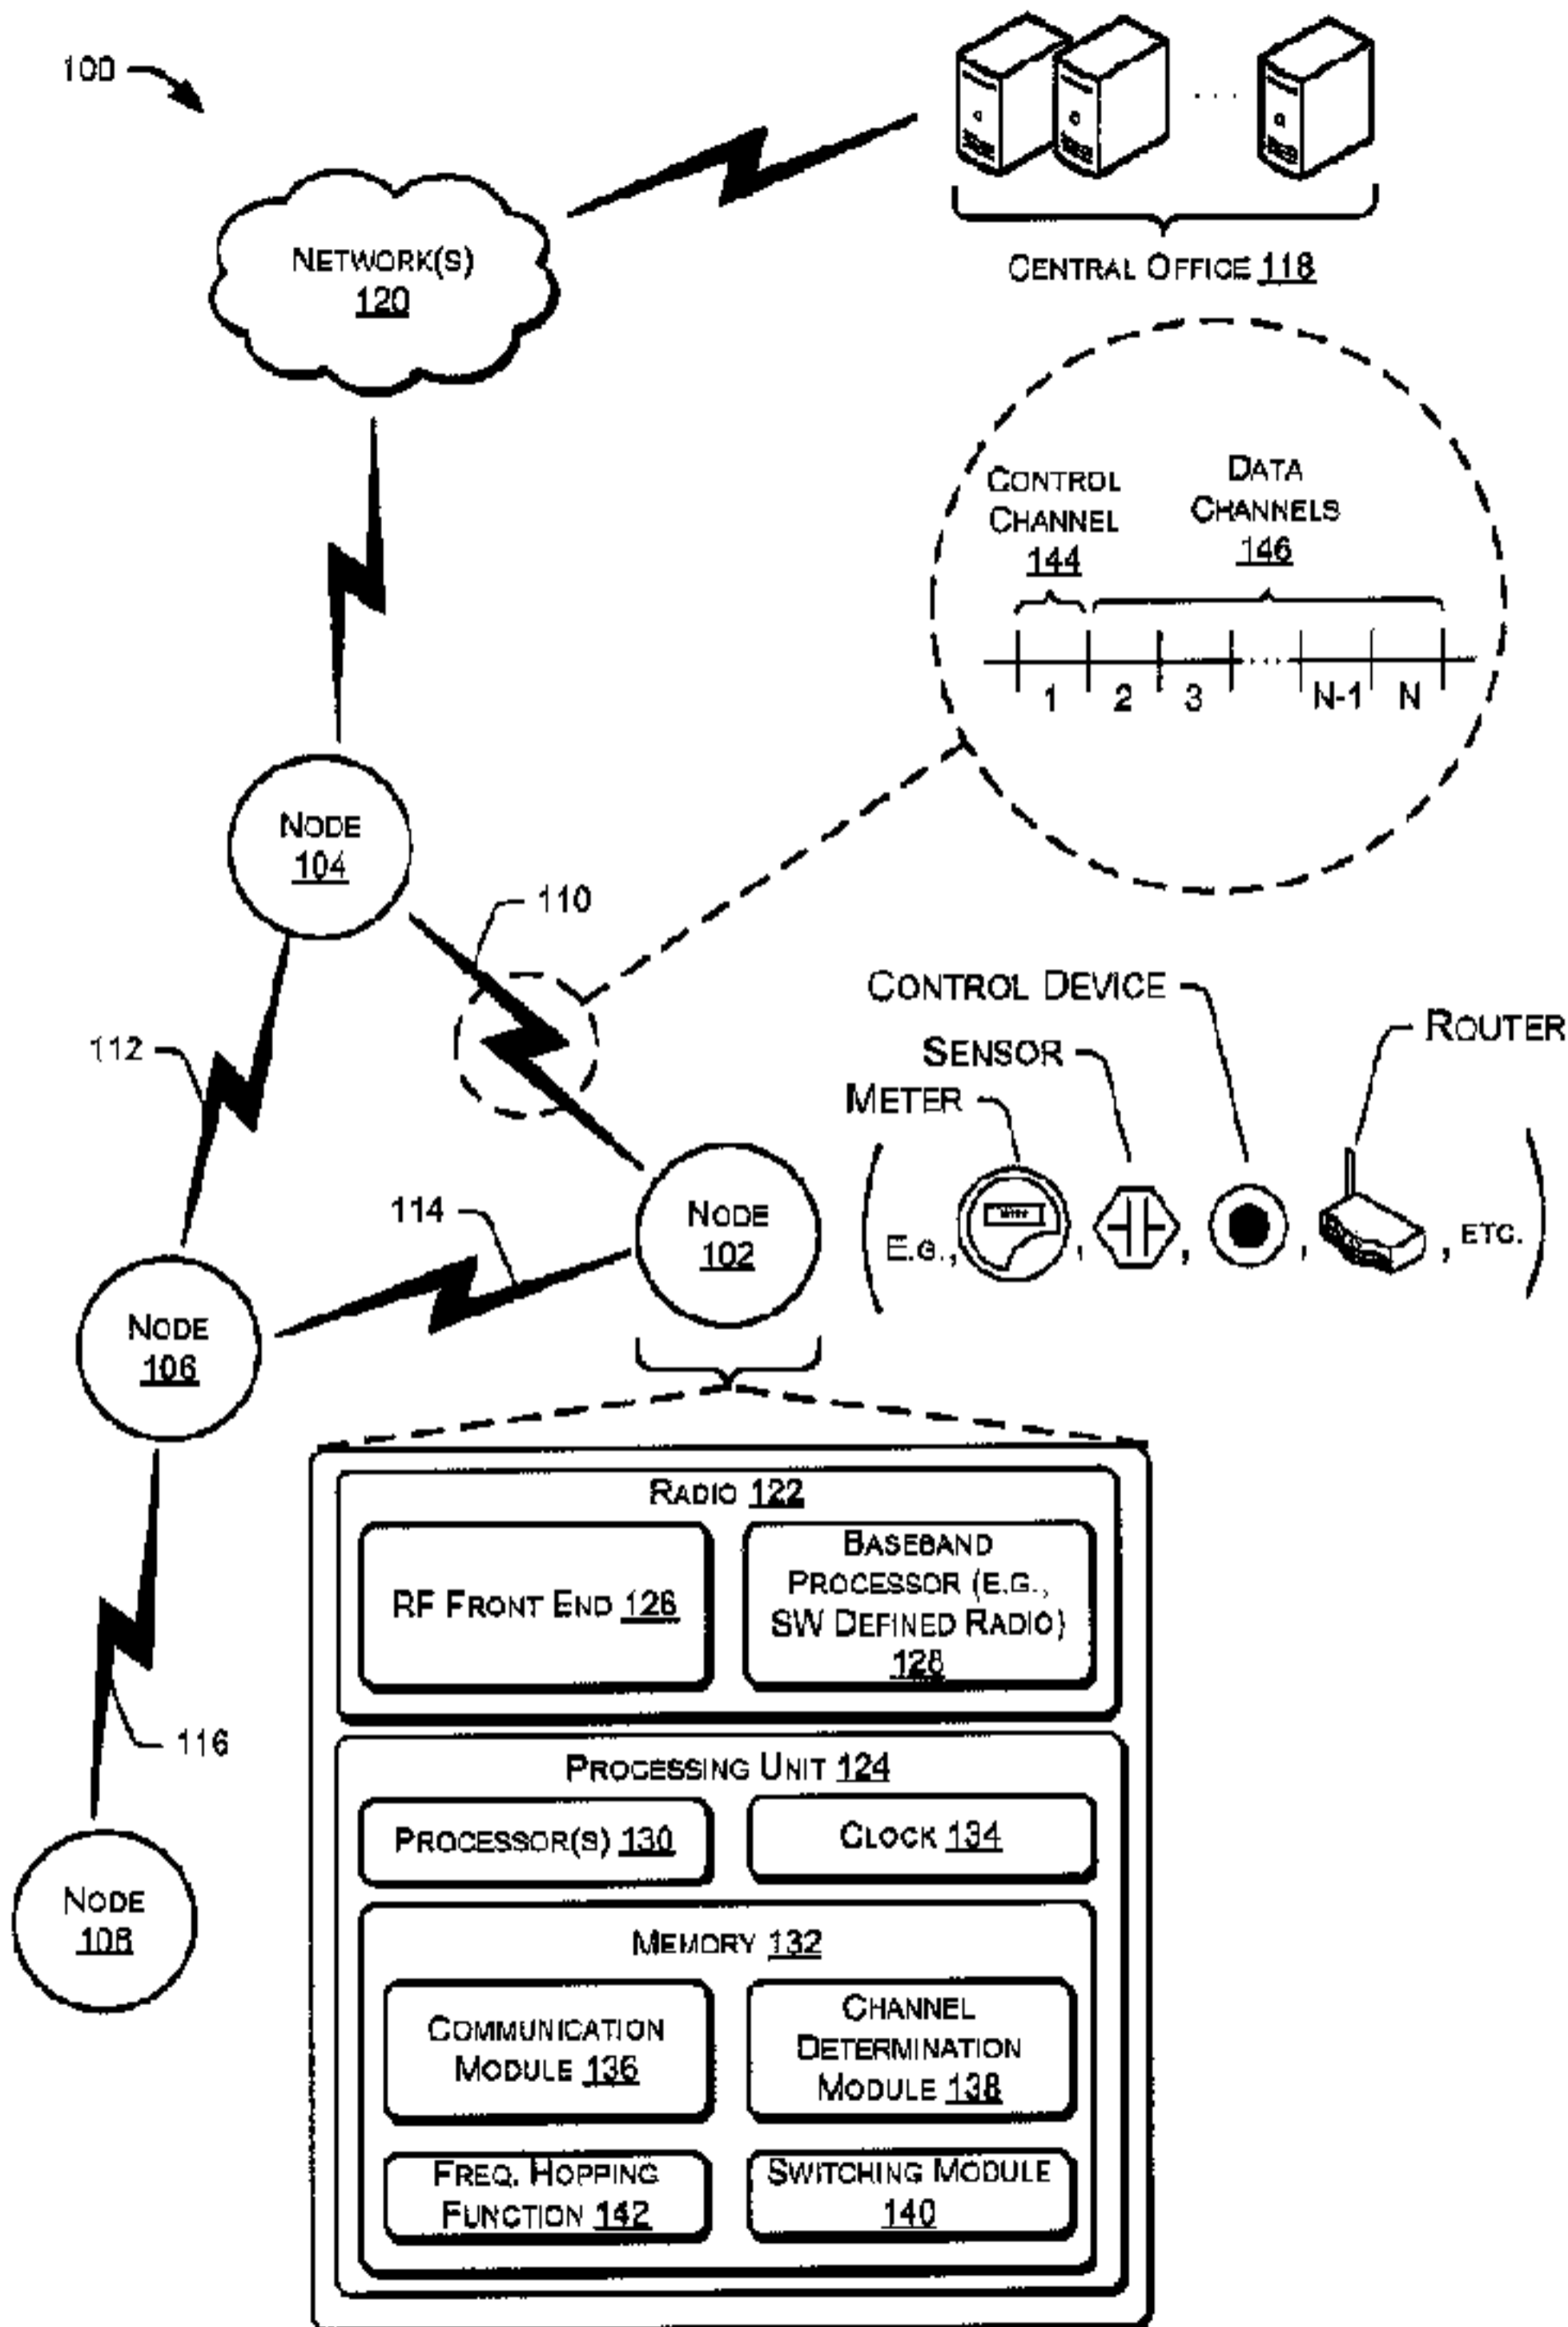 100
NETWORK(S)
120
CENTRAL OFFICE 118
CONTROL
CHANNEL
144
DATA
CHANNELS
146
1 2 3 ... N-1 N
NODE
104
110
112
CONTROL DEVICE
ROUTER
SENSOR
METER
114
NODE
102
(E.G., , , , , ETC.)
NODE
106
RADIO 122
RF FRONT END 126
BASEBAND
PROCESSOR (E.G.,
SW DEFINED RADIO)
128
116
PROCESSING UNIT 124
PROCESSOR(S) 130
CLOCK 134
NODE
108
MEMORY 132
COMMUNICATION
MODULE 136
CHANNEL
DETERMINATION
MODULE 138
FREQ. HOPPING
FUNCTION 142
SWITCHING MODULE
140